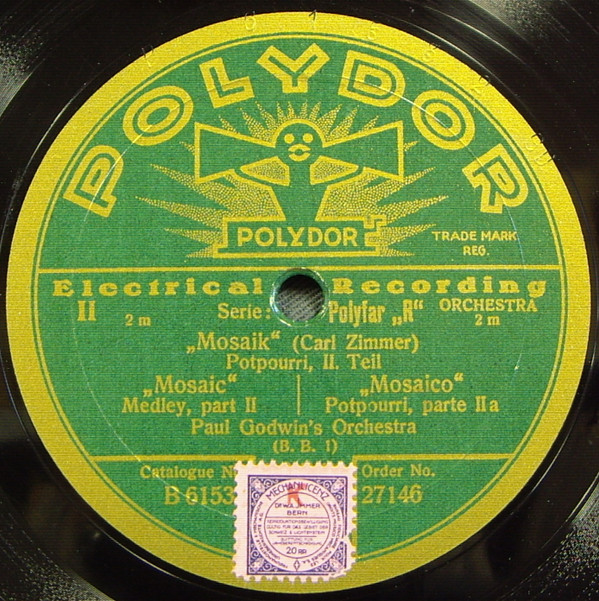 POLYDOR
POLYDOR
TRADE MARK
REG.
Electrical Recording
II 2 m Serie: Polyfar „R“ ORCHESTRA 2 m
„Mosaik“ (Carl Zimmer)
Potpourri, II. Teil
„Mosaic“ „Mosaico“
Medley, part II Potpourri, parte II a
Paul Godwin's Orchestra
(B. B. 1)
Catalogue Order No.
B 6153 27146
MECHANLICENZ
BERN
20 RP